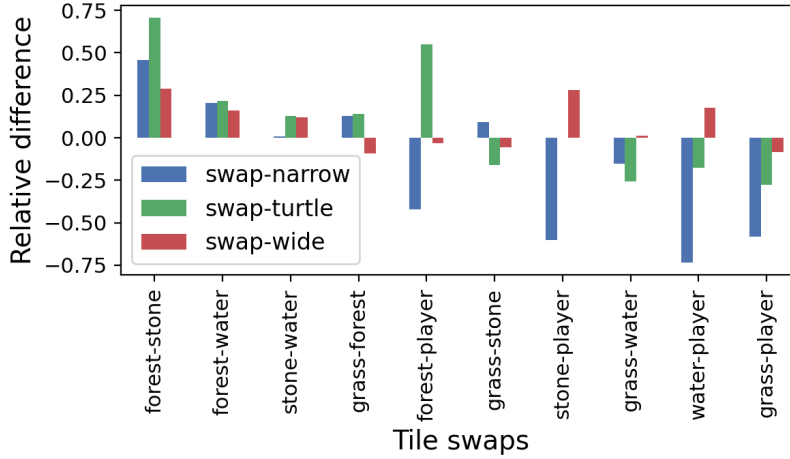 Relative difference
0.75
0.50
0.25
0.00
−0.25
−0.50
−0.75
swap-narrow
swap-turtle
swap-wide
forest-stone
forest-water
stone-water
grass-forest
forest-player
grass-stone
stone-player
grass-water
water-player
grass-player
Tile swaps